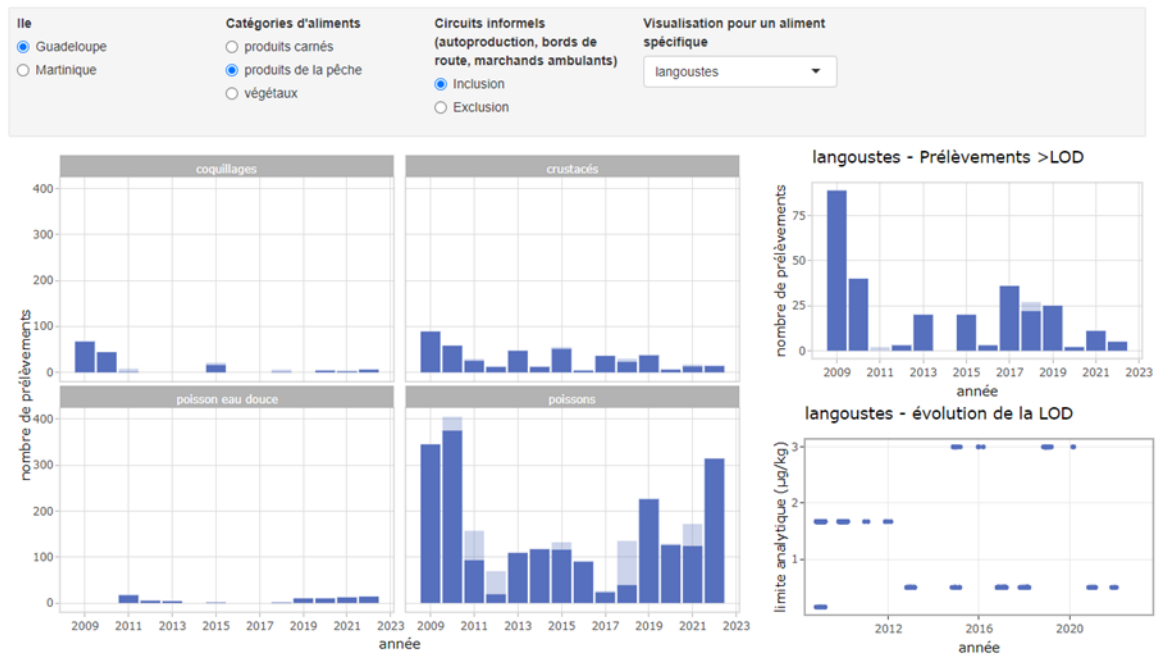 Ile
Guadeloupe
Martinique
Catégories d'aliments
produits carnés
produits de la pêche
végétaux
Circuits informels
(autoproduction, bords de
route, marchands ambulants)
Inclusion
Exclusion
Visualisation pour un aliment
spécifique
langoustes
coquillages
crustacés
400
300
200
100
0
poisson eau douce
poissons
400
300
200
100
0
nombre de prélèvements
2009 2011 2013 2015 2017 2019 2021 2023
2009 2011 2013 2015 2017 2019 2021 2023
année
langoustes - Prélèvements >LOD
nombre de prélèvements
75
50
25
0
2009 2011 2013 2015 2017 2019 2021 2023
année
langoustes - évolution de la LOD
limite analytique (µg/kg)
3
2
1
2012 2016 2020
année